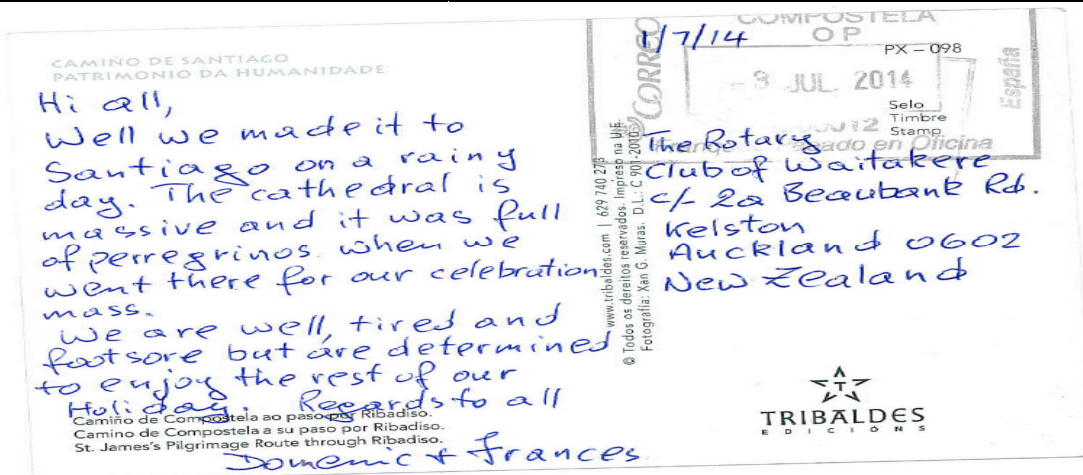 CAMIÑO DE SANTIAGO
PATRIMONIO DA HUMANIDADE
Hi all,
Well we made it to
Santiago on a rainy
day. The cathedral is
massive and it was full
of perregrinos when we
went there for our celebration
mass.
We are well, tired and
footsore but are determined
to enjoy the rest of our
Holiday. Regards to all
Domenic & Frances
Camiño de Compostela ao paso por Ribadiso.
Camino de Compostela a su paso por Ribadiso.
St. James's Pilgrimage Route through Ribadiso.
www.tribaldes.com | 629 740 273
© Todos os dereitos reservados. Impreso na U.E.
Fotografía: Xan G. Muras. D.L.: C 901-2010
1/7/14
CORREO
COMPOSTELA
O P
PX – 098
- 3 JUL. 2014
España
Selo
Timbre
Stamp
en Oficina
The Rotary
Club of Waitakere
c/- 2a Beaubank Rd.
Kelston
Auckland 0602
New Zealand
TRIBALDES
EDICIÓNS